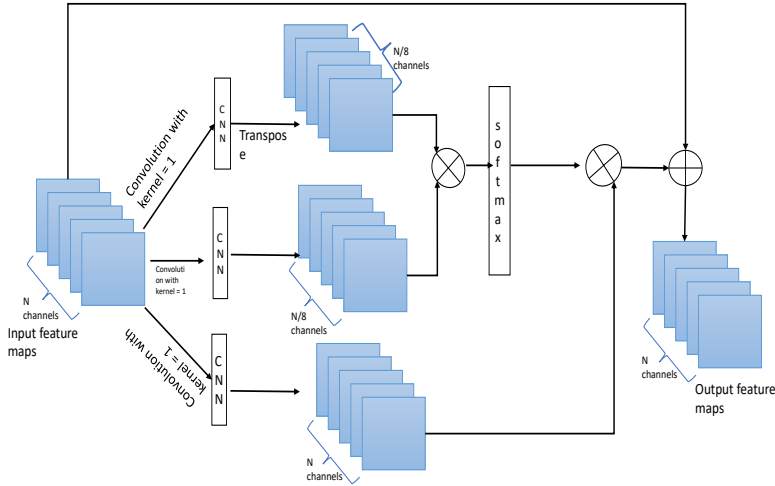 N/8
channels
Convolution with
kernel = 1
C
N
N
Transpos
e
s
o
f
t
m
a
x
N
channels
Input feature
maps
Convoluti
on with
kernel = 1
C
N
N
N/8
channels
Convolution with
kernel = 1
C
N
N
N
channels
N
channels
Output feature
maps